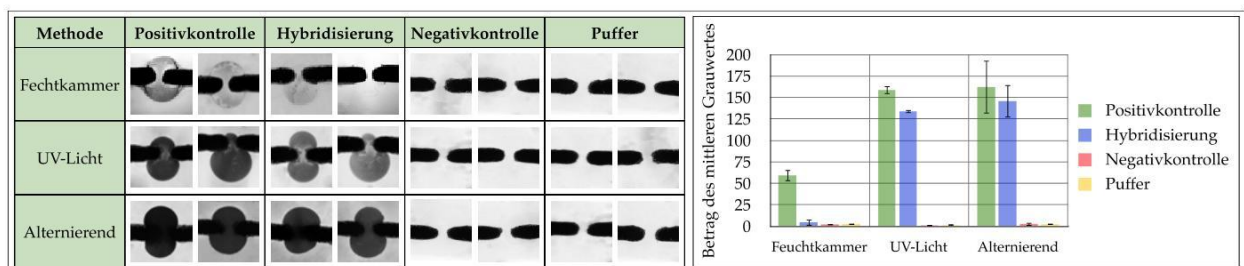 Methode Positivkontrolle Hybridisierung Negativkontrolle Puffer
Fechtkammer
UV-Licht
Alternierend
Betrag des mittleren Grauwertes
200
175
150
125
100
75
50
25
0
Feuchtkammer UV-Licht Alternierend
Positivkontrolle
Hybridisierung
Negativkontrolle
Puffer